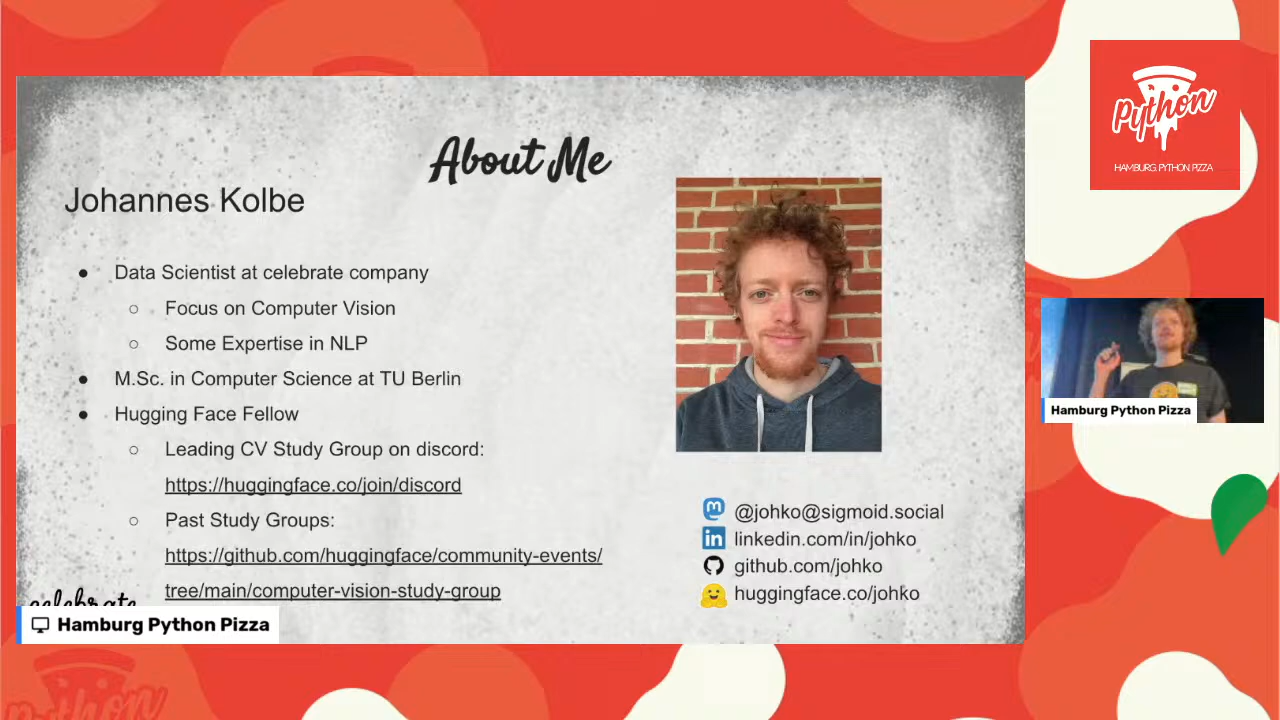 About Me
Johannes Kolbe
● Data Scientist at celebrate company
○ Focus on Computer Vision
○ Some Expertise in NLP
● M.Sc. in Computer Science at TU Berlin
● Hugging Face Fellow
○ Leading CV Study Group on discord:
https://huggingface.co/join/discord
○ Past Study Groups:
https://github.com/huggingface/community-events/
tree/main/computer-vision-study-group
@johko@sigmoid.social
linkedin.com/in/johko
github.com/johko
huggingface.co/johko
celebrate
Hamburg Python Pizza
Python
HAMBURG.PYTHON.PIZZA
Hamburg Python Pizza
Python